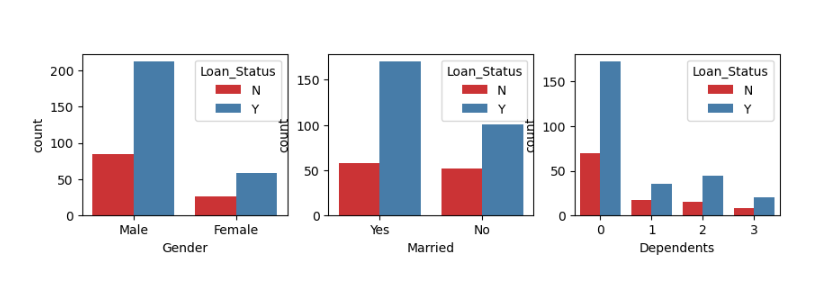 count
200
150
100
50
0
Loan_Status
N
Y
Male
Female
Gender
count
150
100
50
0
Loan_Status
N
Y
Yes
No
Married
count
150
100
50
0
Loan_Status
N
Y
0
1
2
3
Dependents